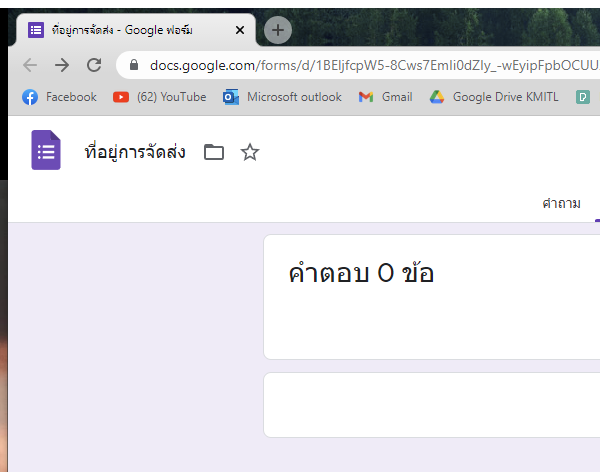 ที่อยู่การจัดส่ง - Google ฟอร์ม
docs.google.com/forms/d/1BEljfcpW5-8Cws7EmIi0dZIy_-wEyipFpbOCUU
Facebook (62) YouTube Microsoft outlook Gmail Google Drive KMITL
ที่อยู่การจัดส่ง
คำถาม
คำตอบ 0 ข้อ